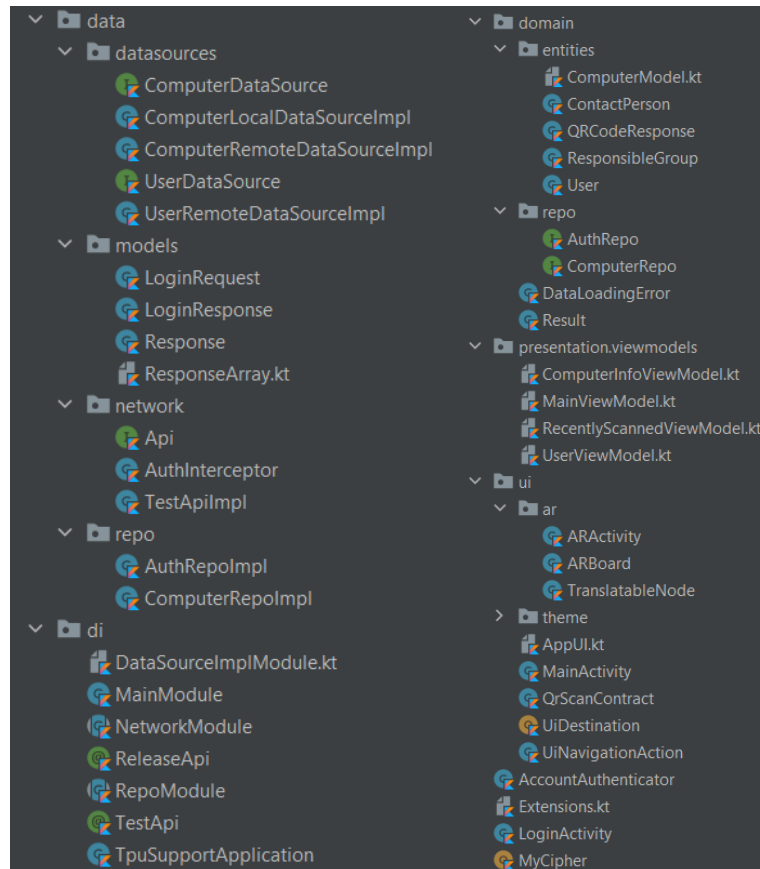 data
datasources
ComputerDataSource
ComputerLocalDataSourceImpl
ComputerRemoteDataSourceImpl
UserDataSource
UserRemoteDataSourceImpl
models
LoginRequest
LoginResponse
Response
ResponseArray.kt
network
Api
AuthInterceptor
TestApiImpl
repo
AuthRepoImpl
ComputerRepoImpl
di
DataSourceImplModule.kt
MainModule
NetworkModule
ReleaseApi
RepoModule
TestApi
TpuSupportApplication
domain
entities
ComputerModel.kt
ContactPerson
QRCodeResponse
ResponsibleGroup
User
repo
AuthRepo
ComputerRepo
DataLoadingError
Result
presentation.viewmodels
ComputerInfoViewModel.kt
MainViewModel.kt
RecentlyScannedViewModel.kt
UserViewModel.kt
ui
ar
ARActivity
ARBoard
TranslatableNode
theme
AppUI.kt
MainActivity
QrScanContract
UiDestination
UiNavigationAction
AccountAuthenticator
Extensions.kt
LoginActivity
MyCipher